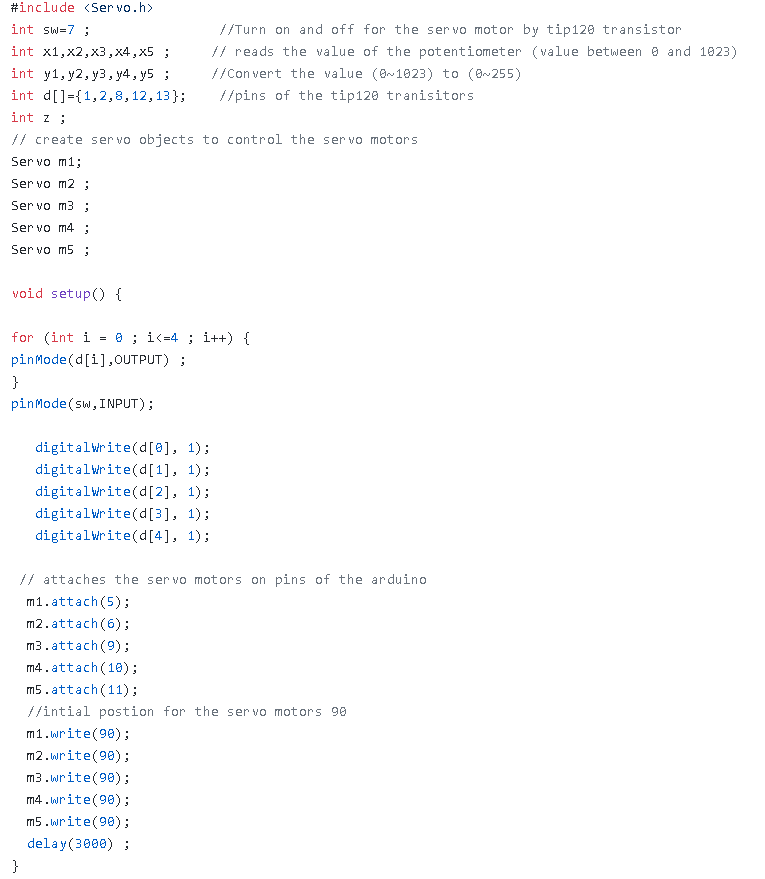 #include <Servo.h>
int sw=7 ; //Turn on and off for the servo motor by tip120 transistor
int x1,x2,x3,x4,x5 ; // reads the value of the potentiometer (value between 0 and 1023)
int y1,y2,y3,y4,y5 ; //Convert the value (0~1023) to (0~255)
int d[]={1,2,8,12,13}; //pins of the tip120 tranisitors
int z ;
// create servo objects to control the servo motors
Servo m1;
Servo m2 ;
Servo m3 ;
Servo m4 ;
Servo m5 ;
void setup() {
for (int i = 0 ; i<=4 ; i++) {
pinMode(d[i],OUTPUT) ;
}
pinMode(sw,INPUT);
digitalWrite(d[0], 1);
digitalWrite(d[1], 1);
digitalWrite(d[2], 1);
digitalWrite(d[3], 1);
digitalWrite(d[4], 1);
// attaches the servo motors on pins of the arduino
m1.attach(5);
m2.attach(6);
m3.attach(9);
m4.attach(10);
m5.attach(11);
//intial postion for the servo motors 90
m1.write(90);
m2.write(90);
m3.write(90);
m4.write(90);
m5.write(90);
delay(3000) ;
}